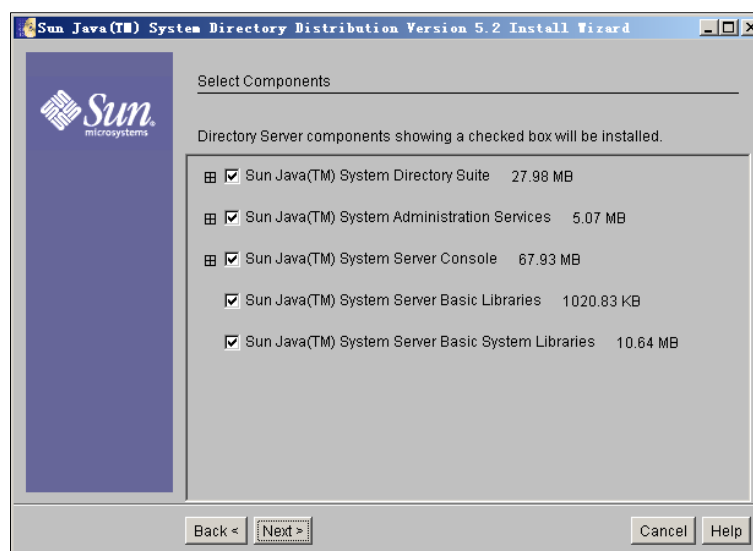 Sun Java(TM) System Directory Distribution Version 5.2 Install Wizard
Sun
microsystems
Select Components
Directory Server components showing a checked box will be installed.
Sun Java(TM) System Directory Suite 27.98 MB
Sun Java(TM) System Administration Services 5.07 MB
Sun Java(TM) System Server Console 67.93 MB
Sun Java(TM) System Server Basic Libraries 1020.83 KB
Sun Java(TM) System Server Basic System Libraries 10.64 MB
Back < Next > Cancel Help